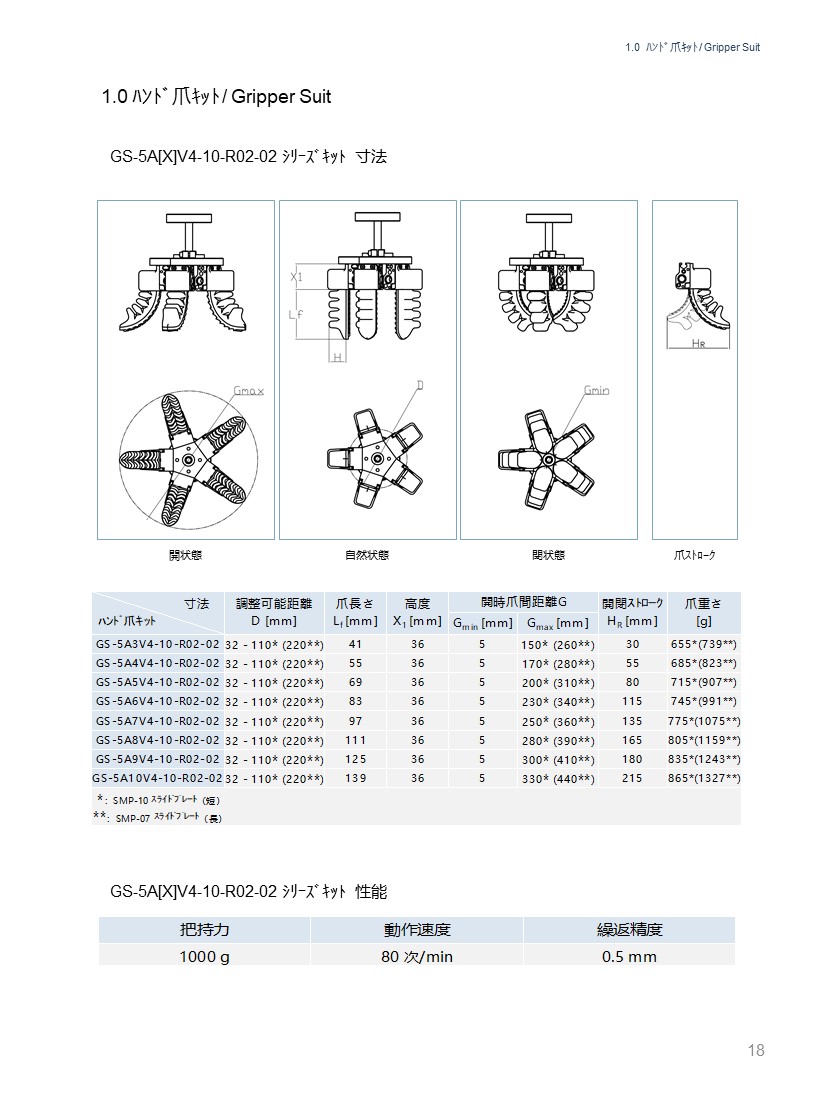 1.0 ﾊﾝﾄﾞ爪ｷｯﾄ/ Gripper Suit
1.0 ﾊﾝﾄﾞ爪ｷｯﾄ/ Gripper Suit
GS-5A[X]V4-10-R02-02 ｼﾘｰｽﾞｷｯﾄ 寸法
X1
Lf
H
HR
Gmax
D
Gmin
開状態
自然状態
閉状態
爪ｽﾄﾛｰｸ
寸法 調整可能距離 爪長さ 高度 開時爪間距離G 開閉ｽﾄﾛｰｸ 爪重さ
ﾊﾝﾄﾞ爪ｷｯﾄ D [mm] Lf [mm] X1 [mm] Gmin [mm] Gmax [mm] HR [mm] [g]
GS-5A3V4-10-R02-02 32 - 110* (220**) 41 36 5 150* (260**) 30 655*(739**)
GS-5A4V4-10-R02-02 32 - 110* (220**) 55 36 5 170* (280**) 55 685*(823**)
GS-5A5V4-10-R02-02 32 - 110* (220**) 69 36 5 200* (310**) 80 715*(907**)
GS-5A6V4-10-R02-02 32 - 110* (220**) 83 36 5 230* (340**) 115 745*(991**)
GS-5A7V4-10-R02-02 32 - 110* (220**) 97 36 5 250* (360**) 135 775*(1075**)
GS-5A8V4-10-R02-02 32 - 110* (220**) 111 36 5 280* (390**) 165 805*(1159**)
GS-5A9V4-10-R02-02 32 - 110* (220**) 125 36 5 300* (410**) 180 835*(1243**)
GS-5A10V4-10-R02-02 32 - 110* (220**) 139 36 5 330* (440**) 215 865*(1327**)
*: SMP-10 ｽﾗｲﾄﾞﾌﾟﾚｰﾄ (短)
**: SMP-07 ｽﾗｲﾄﾞﾌﾟﾚｰﾄ (長)
GS-5A[X]V4-10-R02-02 ｼﾘｰｽﾞｷｯﾄ 性能
把持力 動作速度 繰返精度
1000 g 80 次/min 0.5 mm
18